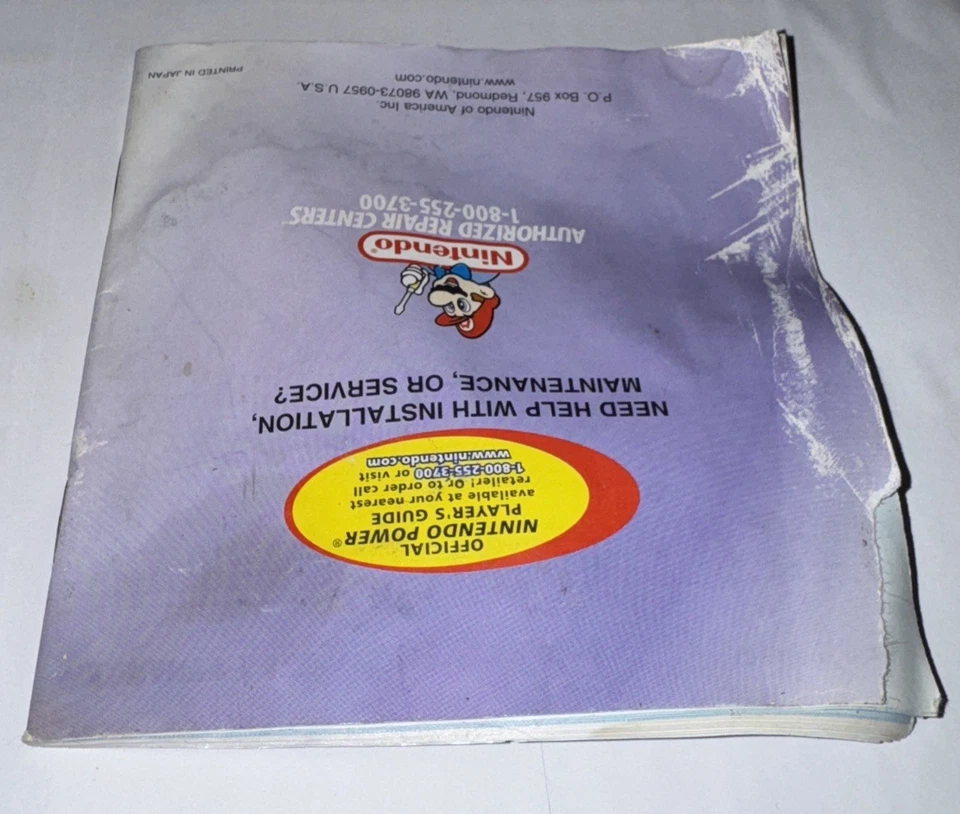 OFFICIAL
NINTENDO POWER®
PLAYER'S GUIDE
available at your nearest
retailer! Or, to order call
1-800-255-3700 or visit
www.nintendo.com
NEED HELP WITH INSTALLATION,
MAINTENANCE, OR SERVICE?
M
Nintendo®
AUTHORIZED REPAIR CENTERS℠
1-800-255-3700
Nintendo of America Inc.
P.O. Box 957, Redmond, WA 98073-0957 U.S.A.
www.nintendo.com
PRINTED IN JAPAN